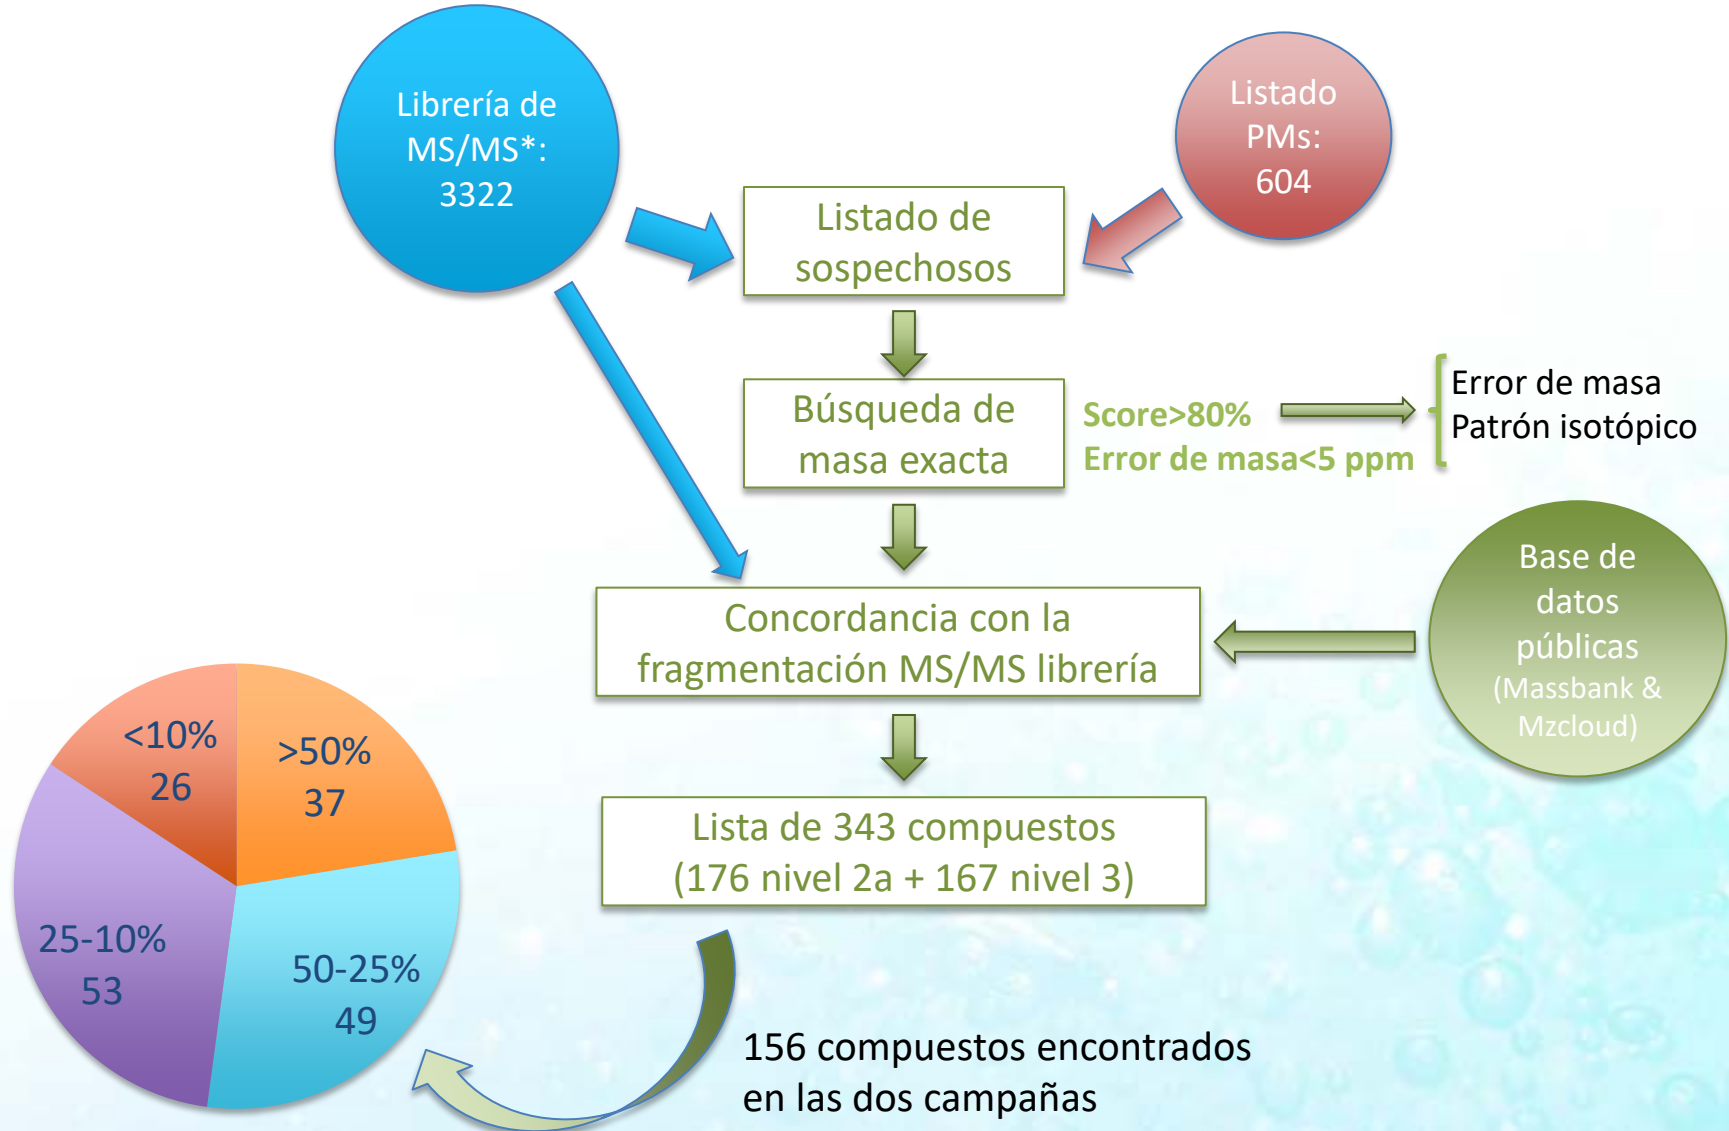 Librería de
MS/MS*:
3322
Listado
PMs:
604
Listado de
sospechosos
Búsqueda de
masa exacta
Score>80%
Error de masa<5 ppm
Error de masa
Patrón isotópico
Base de
datos
públicas
(Massbank &
Mzcloud)
Concordancia con la
fragmentación MS/MS librería
Lista de 343 compuestos
(176 nivel 2a + 167 nivel 3)
<10%
26
>50%
37
25-10%
53
50-25%
49
156 compuestos encontrados
en las dos campañas